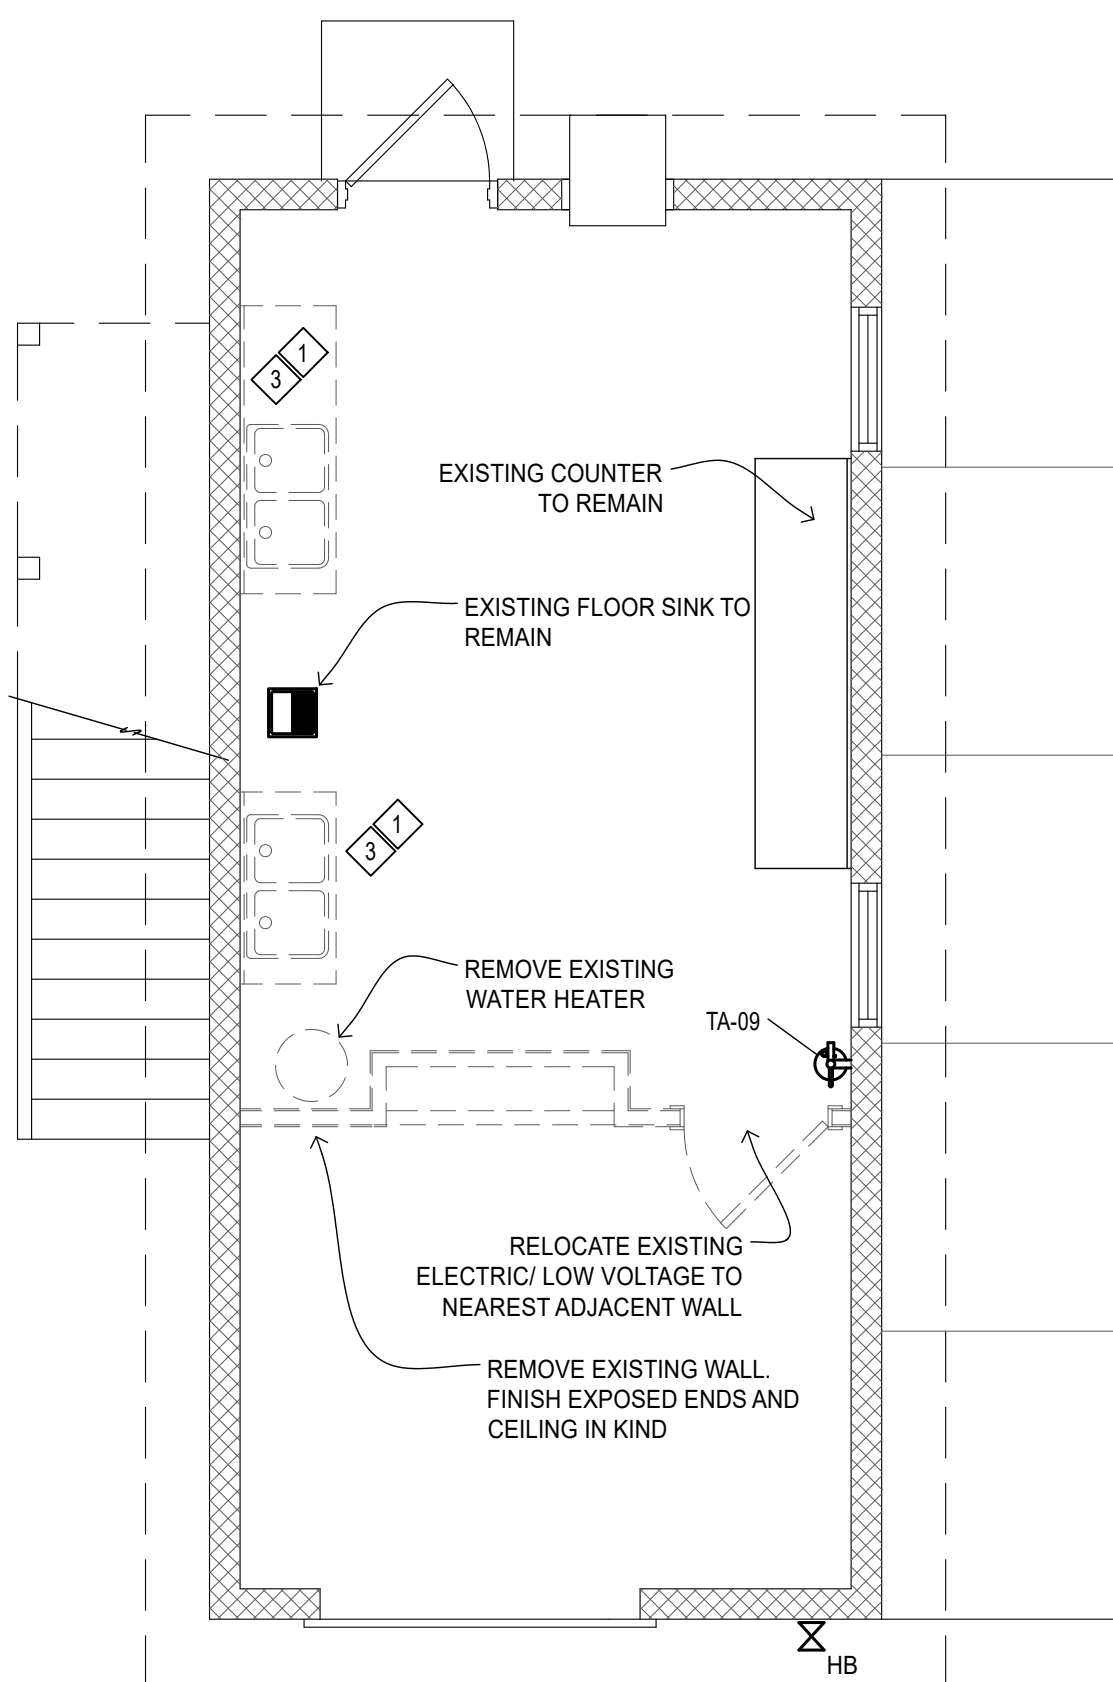 1
3
EXISTING COUNTER
TO REMAIN
EXISTING FLOOR SINK TO
REMAIN
1
3
REMOVE EXISTING
WATER HEATER
TA-09
RELOCATE EXISTING
ELECTRIC/ LOW VOLTAGE TO
NEAREST ADJACENT WALL
REMOVE EXISTING WALL.
FINISH EXPOSED ENDS AND
CEILING IN KIND
HB